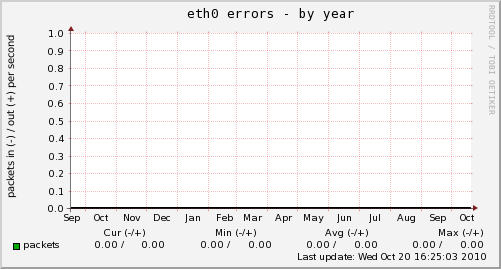 eth0 errors - by year
RRDTOOL / TOBI OETIKER
packets in (-) / out (+) per second
1.0
0.9
0.8
0.7
0.6
0.5
0.4
0.3
0.2
0.1
0.0
Sep Oct Nov Dec Jan Feb Mar Apr May Jun Jul Aug Sep Oct
Cur (-/+) Min (-/+) Avg (-/+) Max (-/+)
packets 0.00 / 0.00 0.00 / 0.00 0.00 / 0.00 0.00 / 0.00
Last update: Wed Oct 20 16:25:03 2010